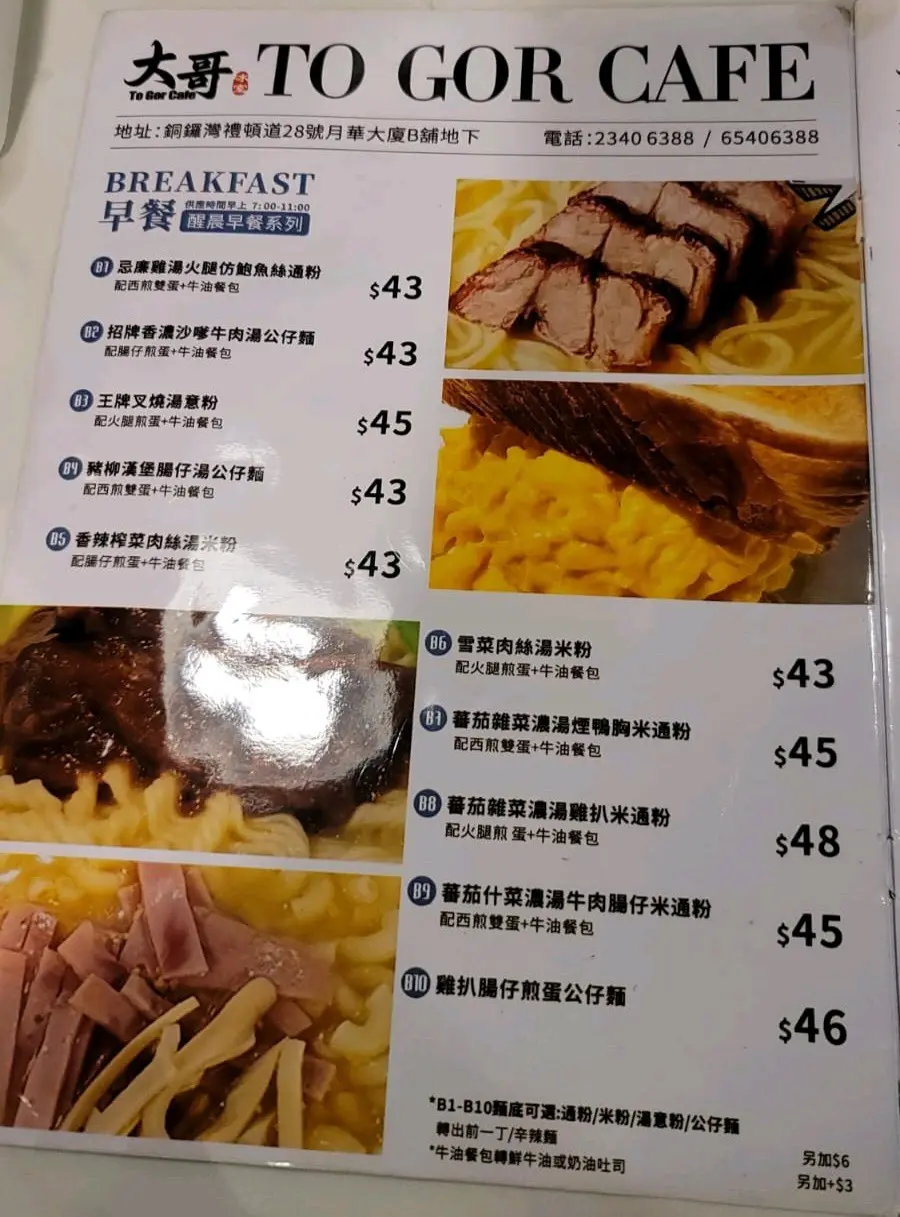 大哥
冰室
To Gor Cafe
TO GOR CAFE
地址:銅鑼灣禮頓道28號月華大廈B舖地下
電話:2340 6388 / 65406388
BREAKFAST
早餐
供應時間早上 7:00-11:00
醒晨早餐系列
B1 忌廉雞湯火腿仿鮑魚絲通粉
配西煎雙蛋+牛油餐包
$43
B2 招牌香濃沙嗲牛肉湯公仔麵
配腸仔煎蛋+牛油餐包
$43
B3 王牌叉燒湯意粉
配火腿煎蛋+牛油餐包
$45
B4 豬柳漢堡腸仔湯公仔麵
配西煎雙蛋+牛油餐包
$43
B5 香辣榨菜肉絲湯米粉
配腸仔煎蛋+牛油餐包
$43
B6 雪菜肉絲湯米粉
配火腿煎蛋+牛油餐包
$43
B7 蕃茄雜菜濃湯煙鴨胸米通粉
配西煎雙蛋+牛油餐包
$45
B8 蕃茄雜菜濃湯雞扒米通粉
配火腿煎 蛋+牛油餐包
$48
B9 蕃茄什菜濃湯牛肉腸仔米通粉
配西煎雙蛋+牛油餐包
$45
B10 雞扒腸仔煎蛋公仔麵
$46
*B1-B10麵底可選:通粉/米粉/湯意粉/公仔麵
轉出前一丁/辛辣麵
另加$6
*牛油餐包轉鮮牛油或奶油吐司
另加+$3